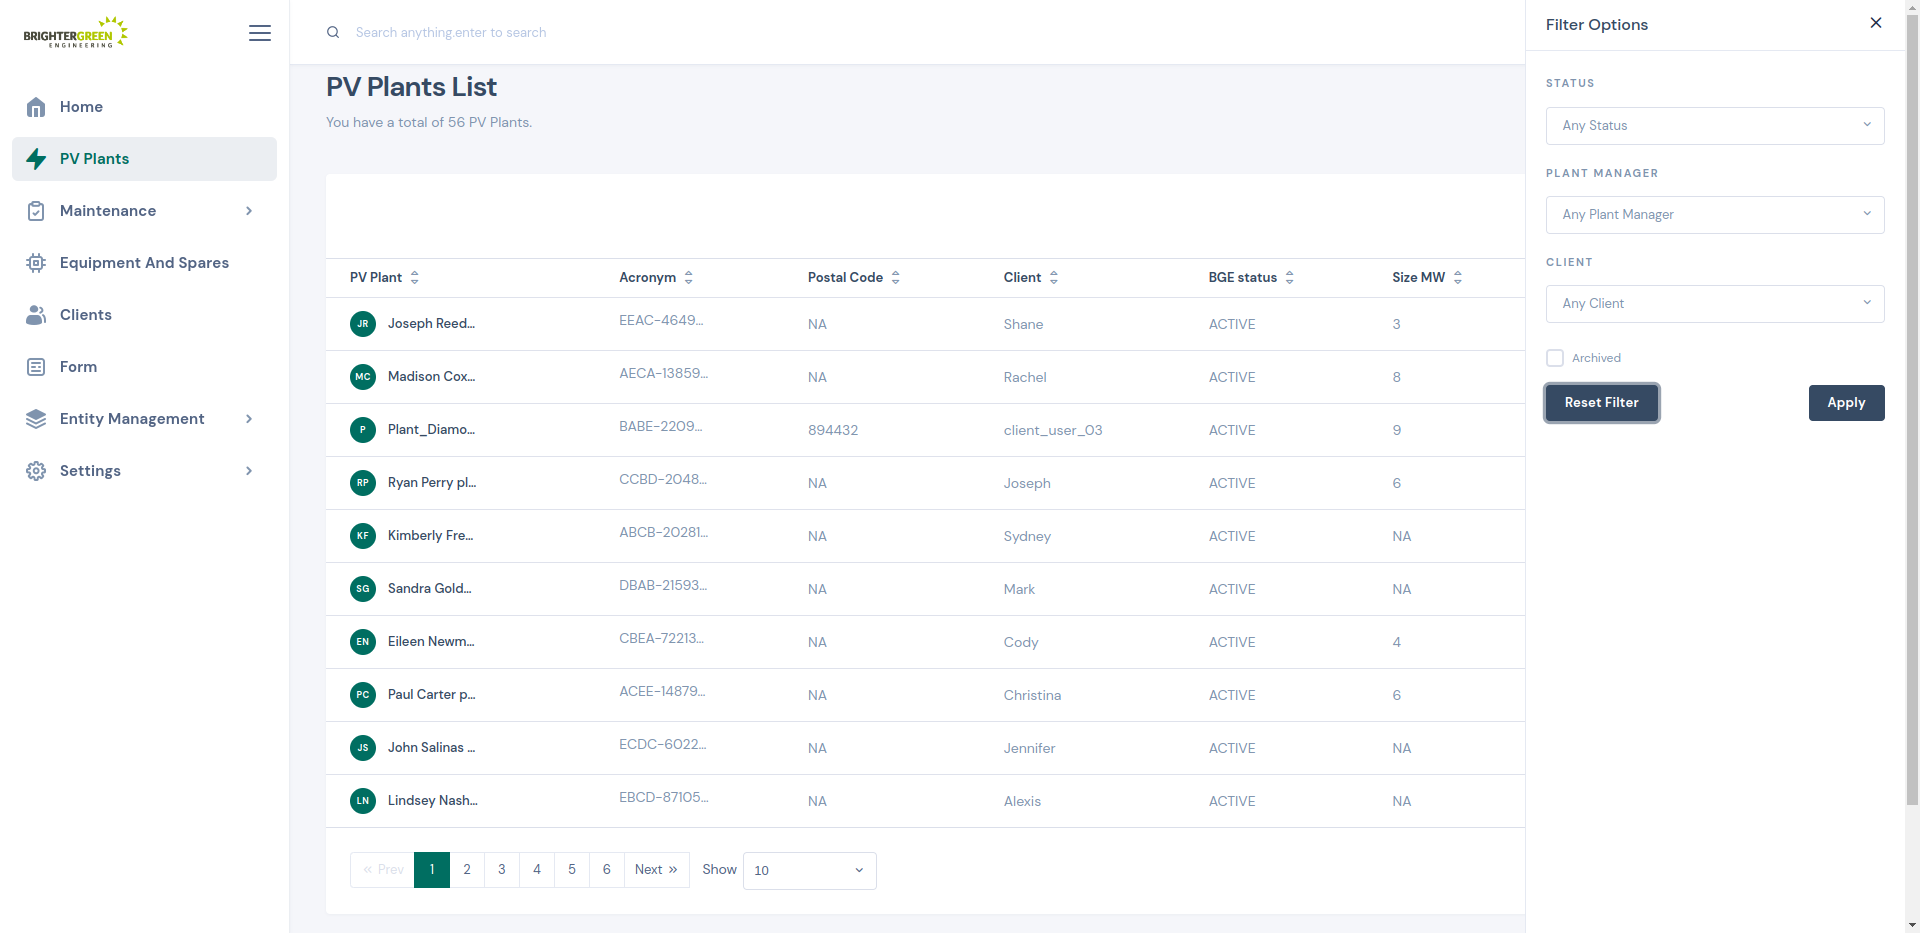 BRIGHTERGREEN
ENGINEERING
Home
PV Plants
Maintenance
Equipment And Spares
Clients
Form
Entity Management
Settings
Search anything.enter to search
PV Plants List
You have a total of 56 PV Plants.
PV Plant Acronym Postal Code Client BGE status Size MW
JR Joseph Reed... EEAC-4649... NA Shane ACTIVE 3
MC Madison Cox... AECA-13859... NA Rachel ACTIVE 8
P Plant_Diamo... BABE-2209... 894432 client_user_03 ACTIVE 9
RP Ryan Perry pl... CCBD-2048... NA Joseph ACTIVE 6
KF Kimberly Fre... ABCB-20281... NA Sydney ACTIVE NA
SG Sandra Gold... DBAB-21593... NA Mark ACTIVE NA
EN Eileen Newm... CBEA-72213... NA Cody ACTIVE 4
PC Paul Carter p... ACEE-14879... NA Christina ACTIVE 6
JS John Salinas ... ECDC-6022... NA Jennifer ACTIVE NA
LN Lindsey Nash... EBCD-87105... NA Alexis ACTIVE NA
« Prev 1 2 3 4 5 6 Next » Show 10
Filter Options
STATUS
Any Status
PLANT MANAGER
Any Plant Manager
CLIENT
Any Client
Archived
Reset Filter Apply